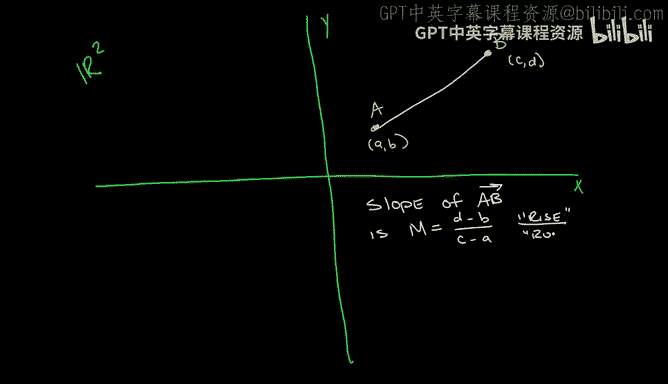 GPT中英字幕课程资源@bilibili.com
GPT中英字幕课程资源 bilibili
Y
ℝ²
B
(c,d)
A
(a,b)
X
SLOPE OF AB
IS M = d-b / c-a "RISE" / "RU